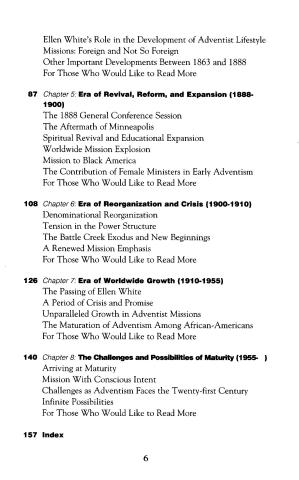 Ellen White's Role in the Development of Adventist Lifestyle
Missions: Foreign and Not So Foreign
Other Important Developments Between 1863 and 1888
For Those Who Would Like to Read More
87 Chapter 5: Era of Revival, Reform, and Expansion (1888-
1900)
The 1888 General Conference Session
The Aftermath of Minneapolis
Spiritual Revival and Educational Expansion
Worldwide Mission Explosion
Mission to Black America
The Contribution of Female Ministers in Early Adventism
For Those Who Would Like to Read More
108 Chapter 6: Era of Reorganization and Crisis (1900-1910)
Denominational Reorganization
Tension in the Power Structure
The Battle Creek Exodus and New Beginnings
A Renewed Mission Emphasis
For Those Who Would Like to Read More
126 Chapter 7: Era of Worldwide Growth (1910-1955)
The Passing of Ellen White
A Period of Crisis and Promise
Unparalleled Growth in Adventist Missions
The Maturation of Adventism Among African-Americans
For Those Who Would Like to Read More
140 Chapter 8: The Challenges and Possibilities of Maturity (1955- )
Arriving at Maturity
Mission With Conscious Intent
Challenges as Adventism Faces the Twenty-first Century
Infinite Possibilities
For Those Who Would Like to Read More
157 Index
6